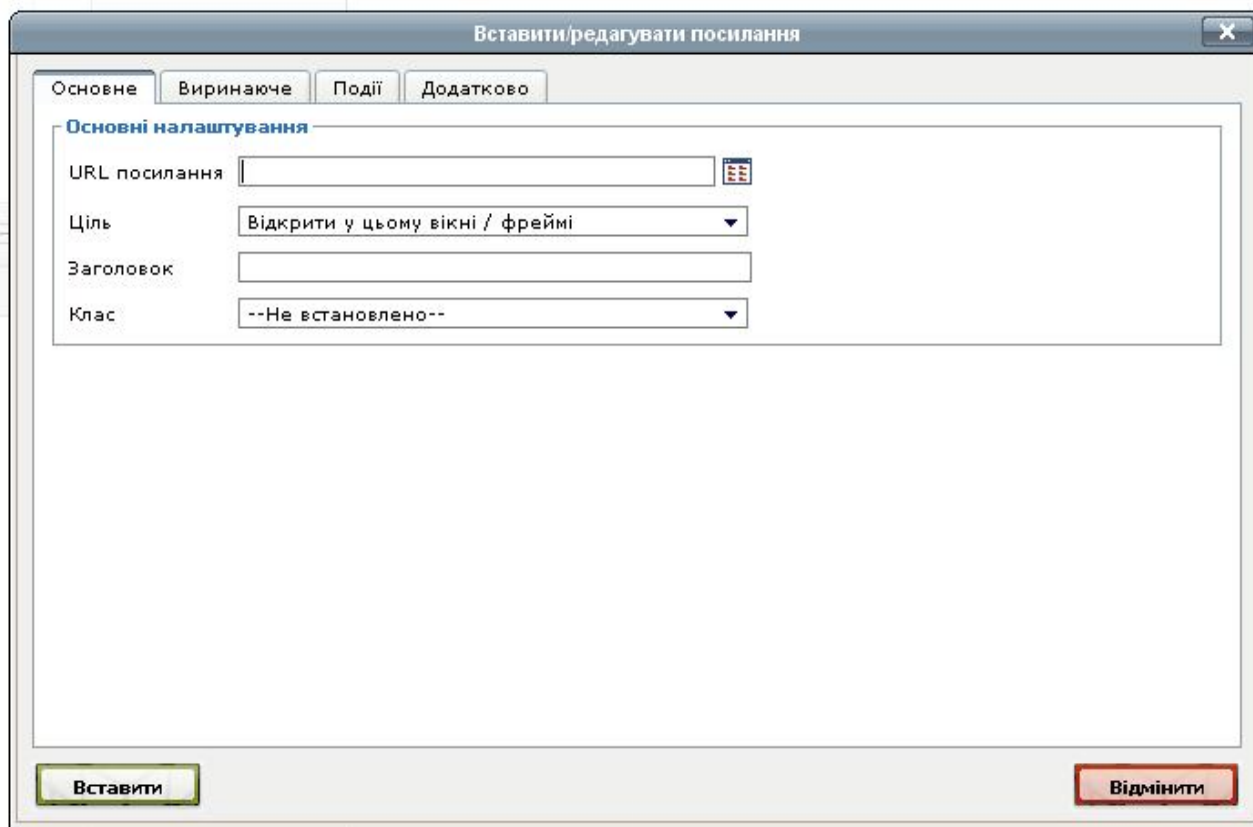 Вставити/редагувати посилання
Основне Виринаюче Події Додатково
Основні налаштування
URL посилання
Ціль Відкрити у цьому вікні / фреймі
Заголовок
Клас --Не встановлено--
Вставити Відмінити